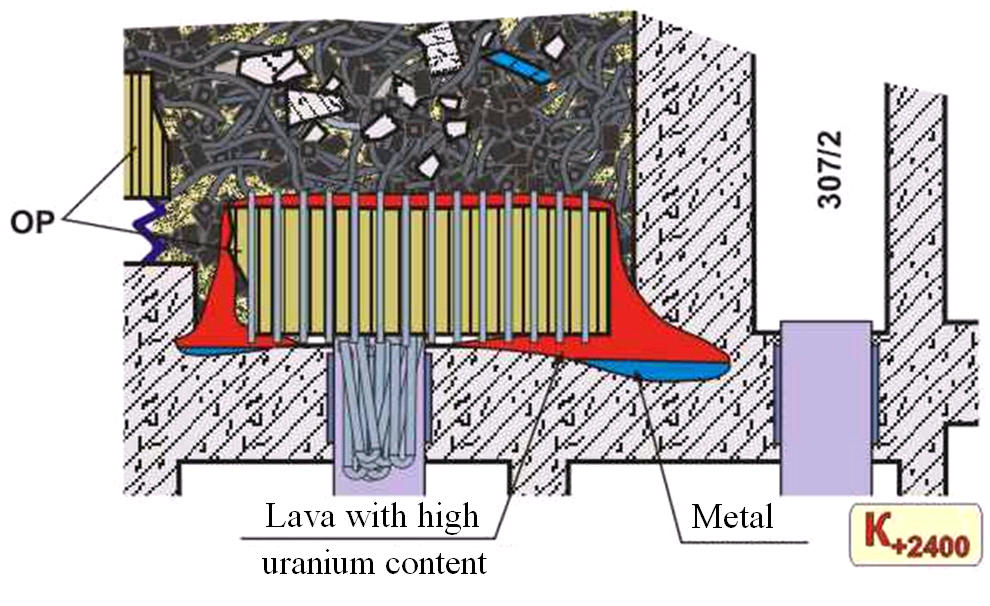 307/2
OP
Lava with high
uranium content
Metal
K+2400